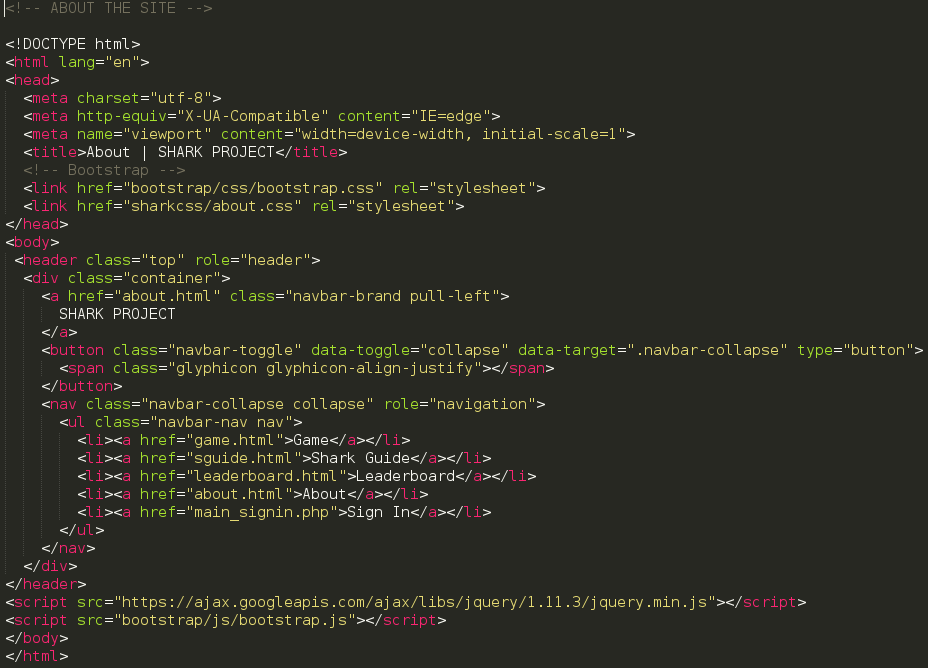 <!-- ABOUT THE SITE -->

<!DOCTYPE html>
<html lang="en">
<head>
  <meta charset="utf-8">
  <meta http-equiv="X-UA-Compatible" content="IE=edge">
  <meta name="viewport" content="width=device-width, initial-scale=1">
  <title>About | SHARK PROJECT</title>
  <!-- Bootstrap -->
  <link href="bootstrap/css/bootstrap.css" rel="stylesheet">
  <link href="sharkcss/about.css" rel="stylesheet">
</head>
<body>
 <header class="top" role="header">
  <div class="container">
    <a href="about.html" class="navbar-brand pull-left">
      SHARK PROJECT
    </a>
    <button class="navbar-toggle" data-toggle="collapse" data-target=".navbar-collapse" type="button">
      <span class="glyphicon glyphicon-align-justify"></span>
    </button>
    <nav class="navbar-collapse collapse" role="navigation">
      <ul class="navbar-nav nav">
        <li><a href="game.html">Game</a></li>
        <li><a href="sguide.html">Shark Guide</a></li>
        <li><a href="leaderboard.html">Leaderboard</a></li>
        <li><a href="about.html">About</a></li>
        <li><a href="main_signin.php">Sign In</a></li>
      </ul>
    </nav>
  </div>
</header>
<script src="https://ajax.googleapis.com/ajax/libs/jquery/1.11.3/jquery.min.js"></script>
<script src="bootstrap/js/bootstrap.js"></script>
</body>
</html>